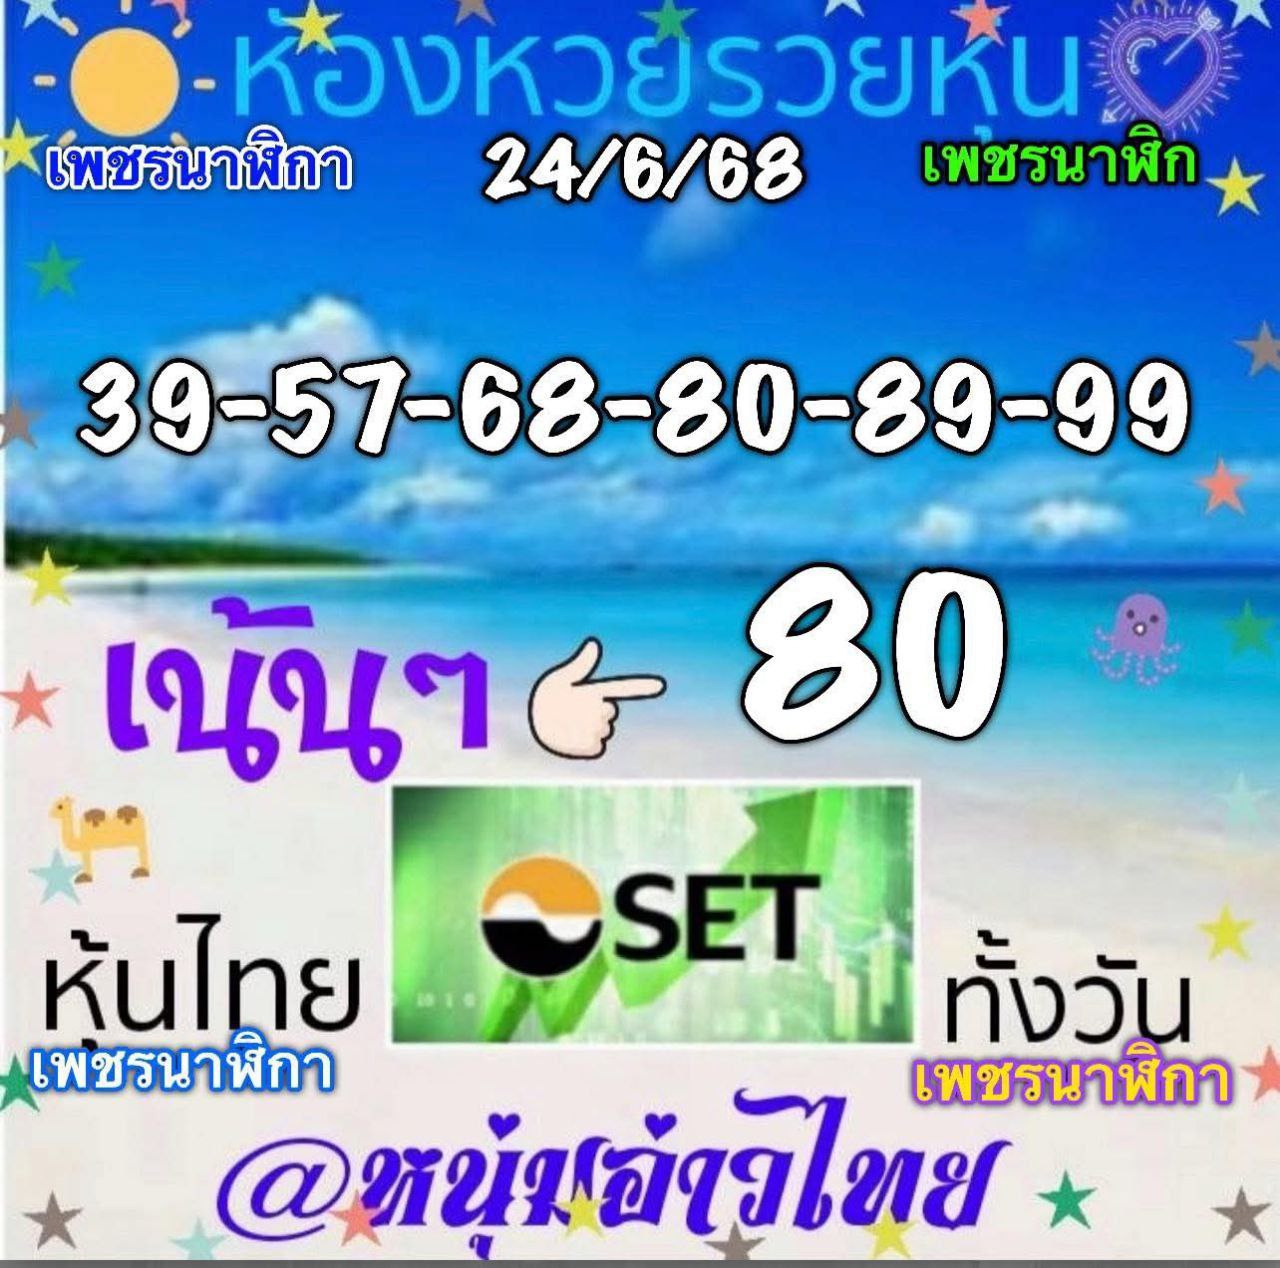 ห้องหวยรวยหุ้น
เพชรนาฬิกา 24/6/68 เพชรนาฬิก
39-57-68-80-89-99
เน้นๆ 80
SET
หุ้นไทย ทั้งวัน
เพชรนาฬิกา เพชรนาฬิกา
@หนุ่มอ่าวไทย